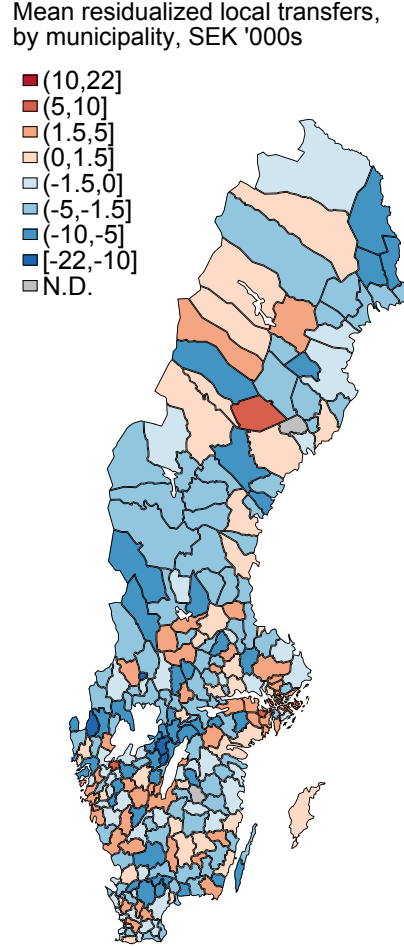 Mean residualized local transfers,
by municipality, SEK '000s
(10,22]
(5,10]
(1.5,5]
(0,1.5]
(-1.5,0]
(-5,-1.5]
(-10,-5]
[-22,-10]
N.D.